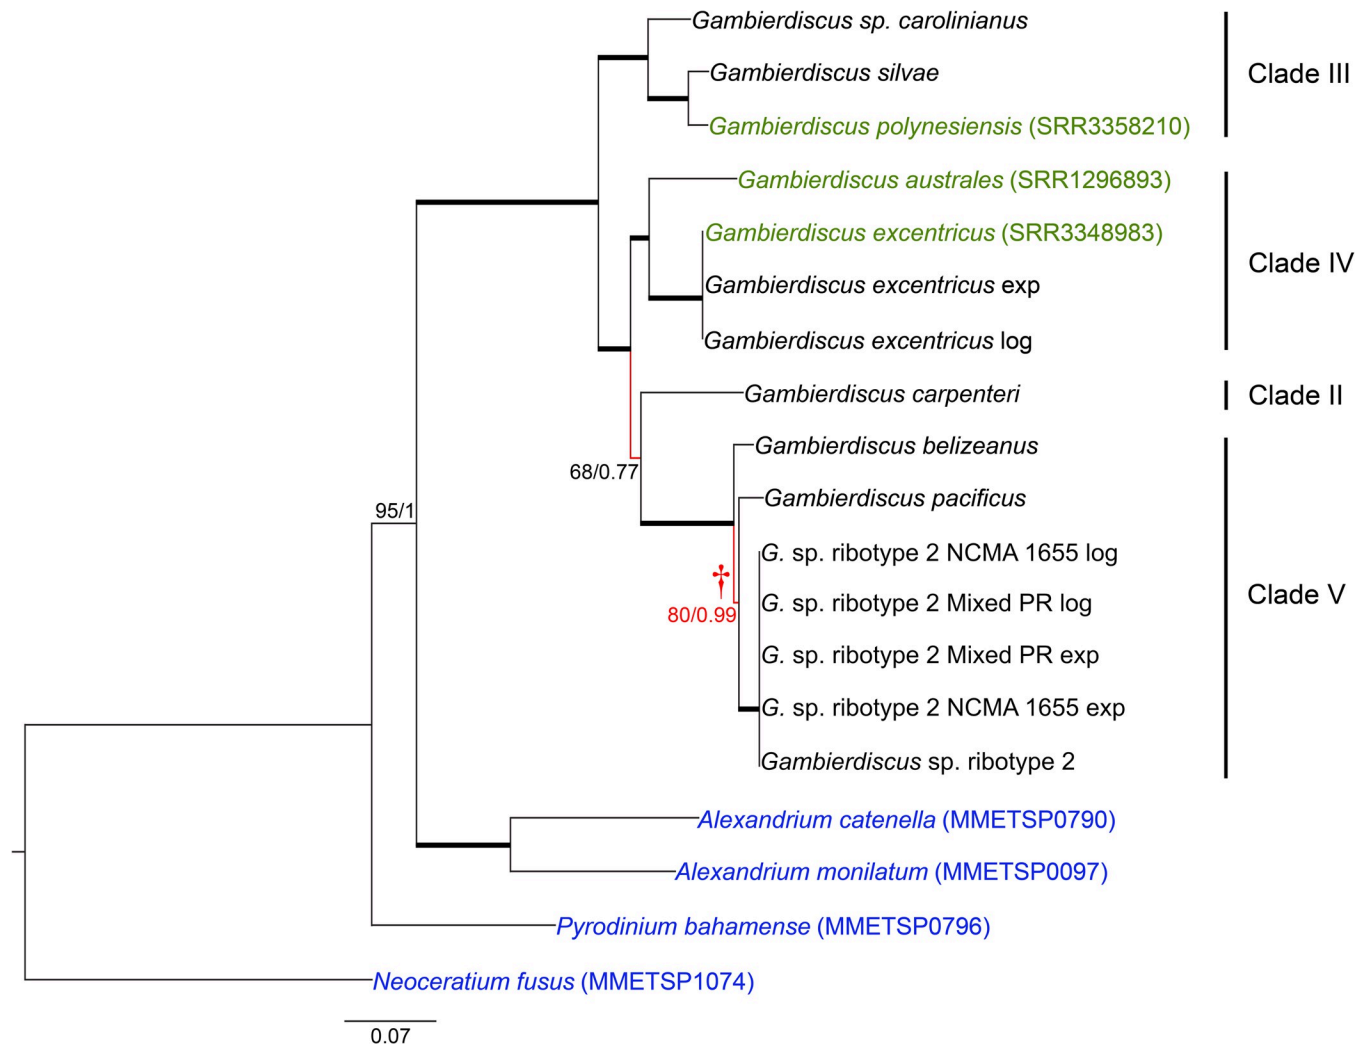 Gambierdiscus sp. carolinianus
Gambierdiscus silvae
Clade III
Gambierdiscus polynesiensis (SRR3358210)
Gambierdiscus australes (SRR1296893)
Gambierdiscus excentricus (SRR3348983)
Clade IV
Gambierdiscus excentricus exp
Gambierdiscus excentricus log
Gambierdiscus carpenteri
Clade II
Gambierdiscus belizeanus
68/0.77
Gambierdiscus pacificus
95/1
G. sp. ribotype 2 NCMA 1655 log
†
Clade V
G. sp. ribotype 2 Mixed PR log
80/0.99
G. sp. ribotype 2 Mixed PR exp
G. sp. ribotype 2 NCMA 1655 exp
Gambierdiscus sp. ribotype 2
Alexandrium catenella (MMETSP0790)
Alexandrium monilatum (MMETSP0097)
Pyrodinium bahamense (MMETSP0796)
Neoceratium fusus (MMETSP1074)
0.07